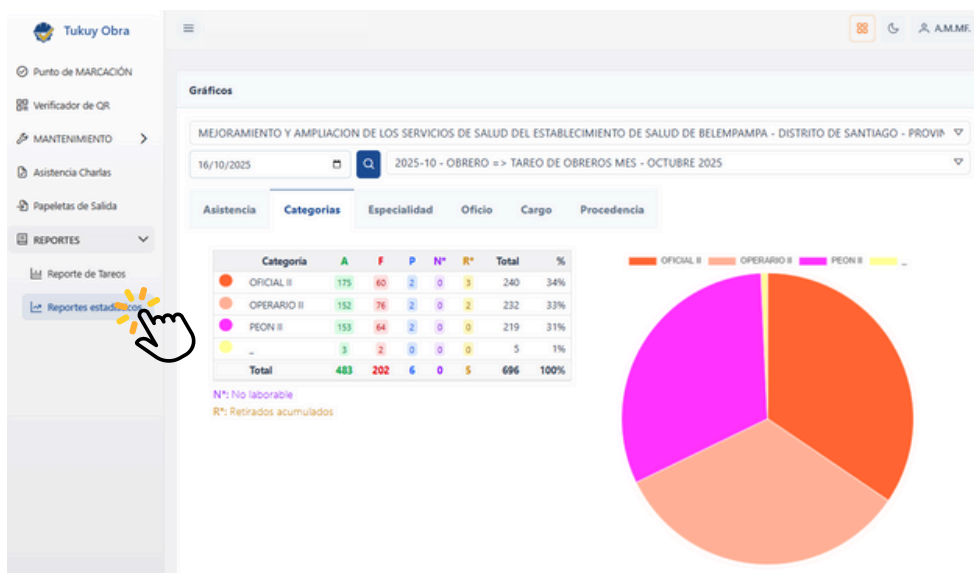 Tukuy Obra
A.M.MF.
Punto de MARCACIÓN
Verificador de QR
MANTENIMIENTO
Asistencia Charlas
Papeletas de Salida
REPORTES
Reporte de Tareos
Reportes estadísticos
Gráficos
MEJORAMIENTO Y AMPLIACION DE LOS SERVICIOS DE SALUD DEL ESTABLECIMIENTO DE SALUD DE BELEMPAMPA - DISTRITO DE SANTIAGO - PROVIN
16/10/2025 2025-10 - OBRERO => TAREO DE OBREROS MES - OCTUBRE 2025
Asistencia Categorias Especialidad Oficio Cargo Procedencia
Categoría A F P N* R* Total %
OFICIAL II 175 60 2 0 3 240 34%
OPERARIO II 152 76 2 0 2 232 33%
PEON II 153 64 2 0 0 219 31%
_ 3 2 0 0 0 5 1%
Total 483 202 6 0 5 696 100%
N*: No laborable
R*: Retirados acumulados
OFICIAL II OPERARIO II PEON II _